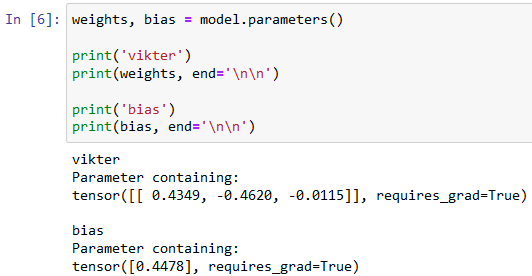 In [6]: weights, bias = model.parameters()
print('vikter')
print(weights, end='\n\n')
print('bias')
print(bias, end='\n\n')
vikter
Parameter containing:
tensor([[ 0.4349, -0.4620, -0.0115]], requires_grad=True)
bias
Parameter containing:
tensor([0.4478], requires_grad=True)